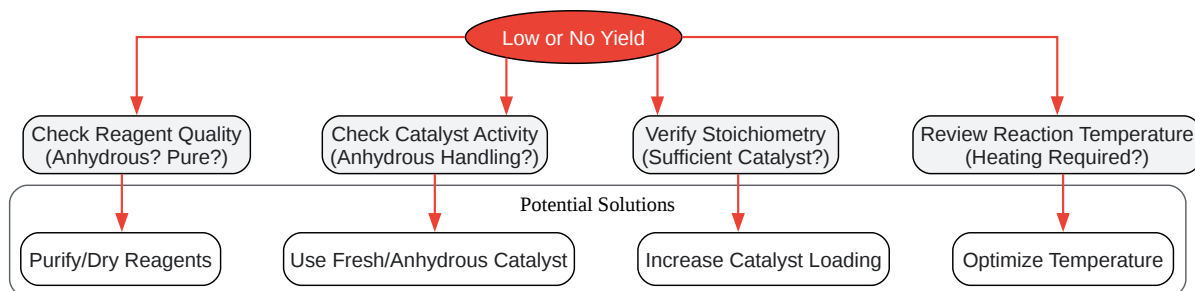 Low or No Yield
Check Reagent Quality
(Anhydrous? Pure?)
Check Catalyst Activity
(Anhydrous Handling?)
Verify Stoichiometry
(Sufficient Catalyst?)
Review Reaction Temperature
(Heating Required?)
Potential Solutions
Purify/Dry Reagents
Use Fresh/Anhydrous Catalyst
Increase Catalyst Loading
Optimize Temperature